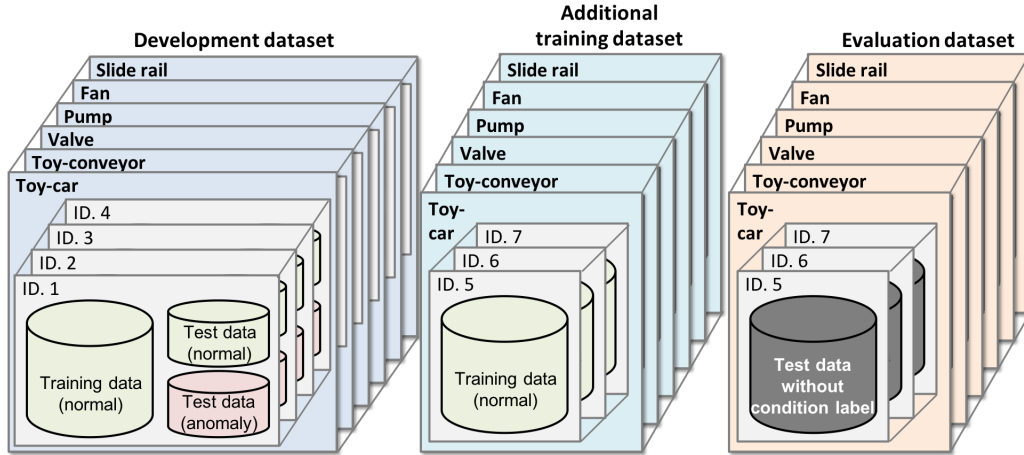 Development dataset
Slide rail
Fan
Pump
Valve
Toy-conveyor
Toy-car
ID. 4
ID. 3
ID. 2
ID. 1
Training data
(normal)
Test data
(normal)
Test data
(anomaly)
Additional
training dataset
Slide rail
Fan
Pump
Valve
Toy-conveyor
Toy-
car
ID. 7
ID. 6
ID. 5
Training data
(normal)
Evaluation dataset
Slide rail
Fan
Pump
Valve
Toy-conveyor
Toy-
car
ID. 7
ID. 6
ID. 5
Test data
without
condition label